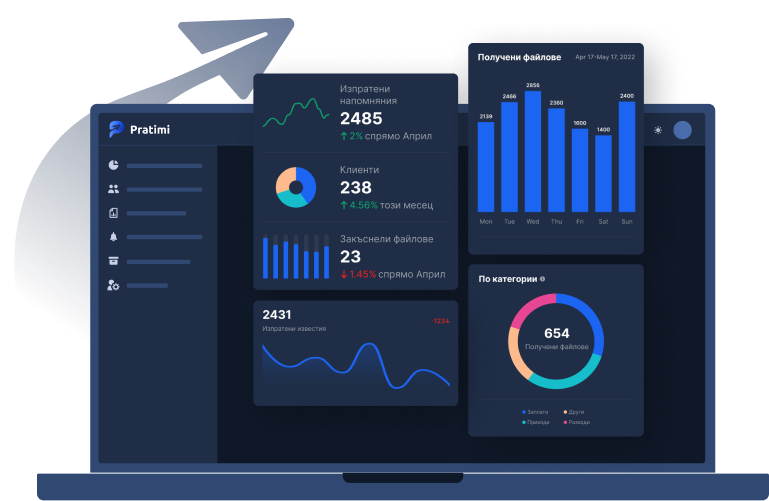 Pratimi
Изпратени
напомняния
2485
↑ 2% спрямо Април
Клиенти
238
↑ 4.56% този месец
Закъснели файлове
23
↓ 1.45% спрямо Април
2431
-123↓
Изпратени известия
Получени файлове
Apr 17-May 17, 2022
2139
2466
2856
2360
1600
1400
2400
Mon Tue Wed Thu Fri Sat Sun
По категории
654
Получени файлове
Заплати Други
Приходи Разходи